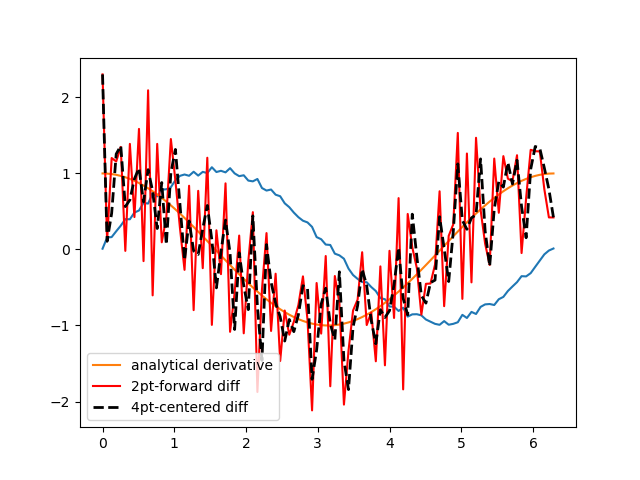 2
1
0
−1
−2
analytical derivative
2pt-forward diff
4pt-centered diff
0 1 2 3 4 5 6